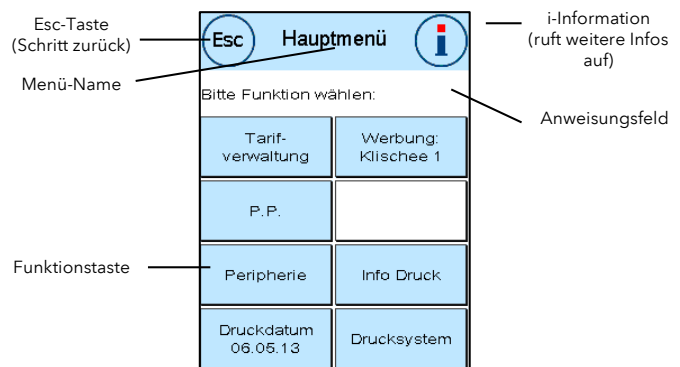 Esc-Taste
(Schritt zurück)
Menü-Name
Funktionstaste
Esc
Hauptmenü
i
Bitte Funktion wählen:
Tarif-
verwaltung
Werbung:
Klischee 1
P.P.
Peripherie
Info Druck
Druckdatum
06.05.13
Drucksystem
i-Information
(ruft weitere Infos
auf)
Anweisungsfeld